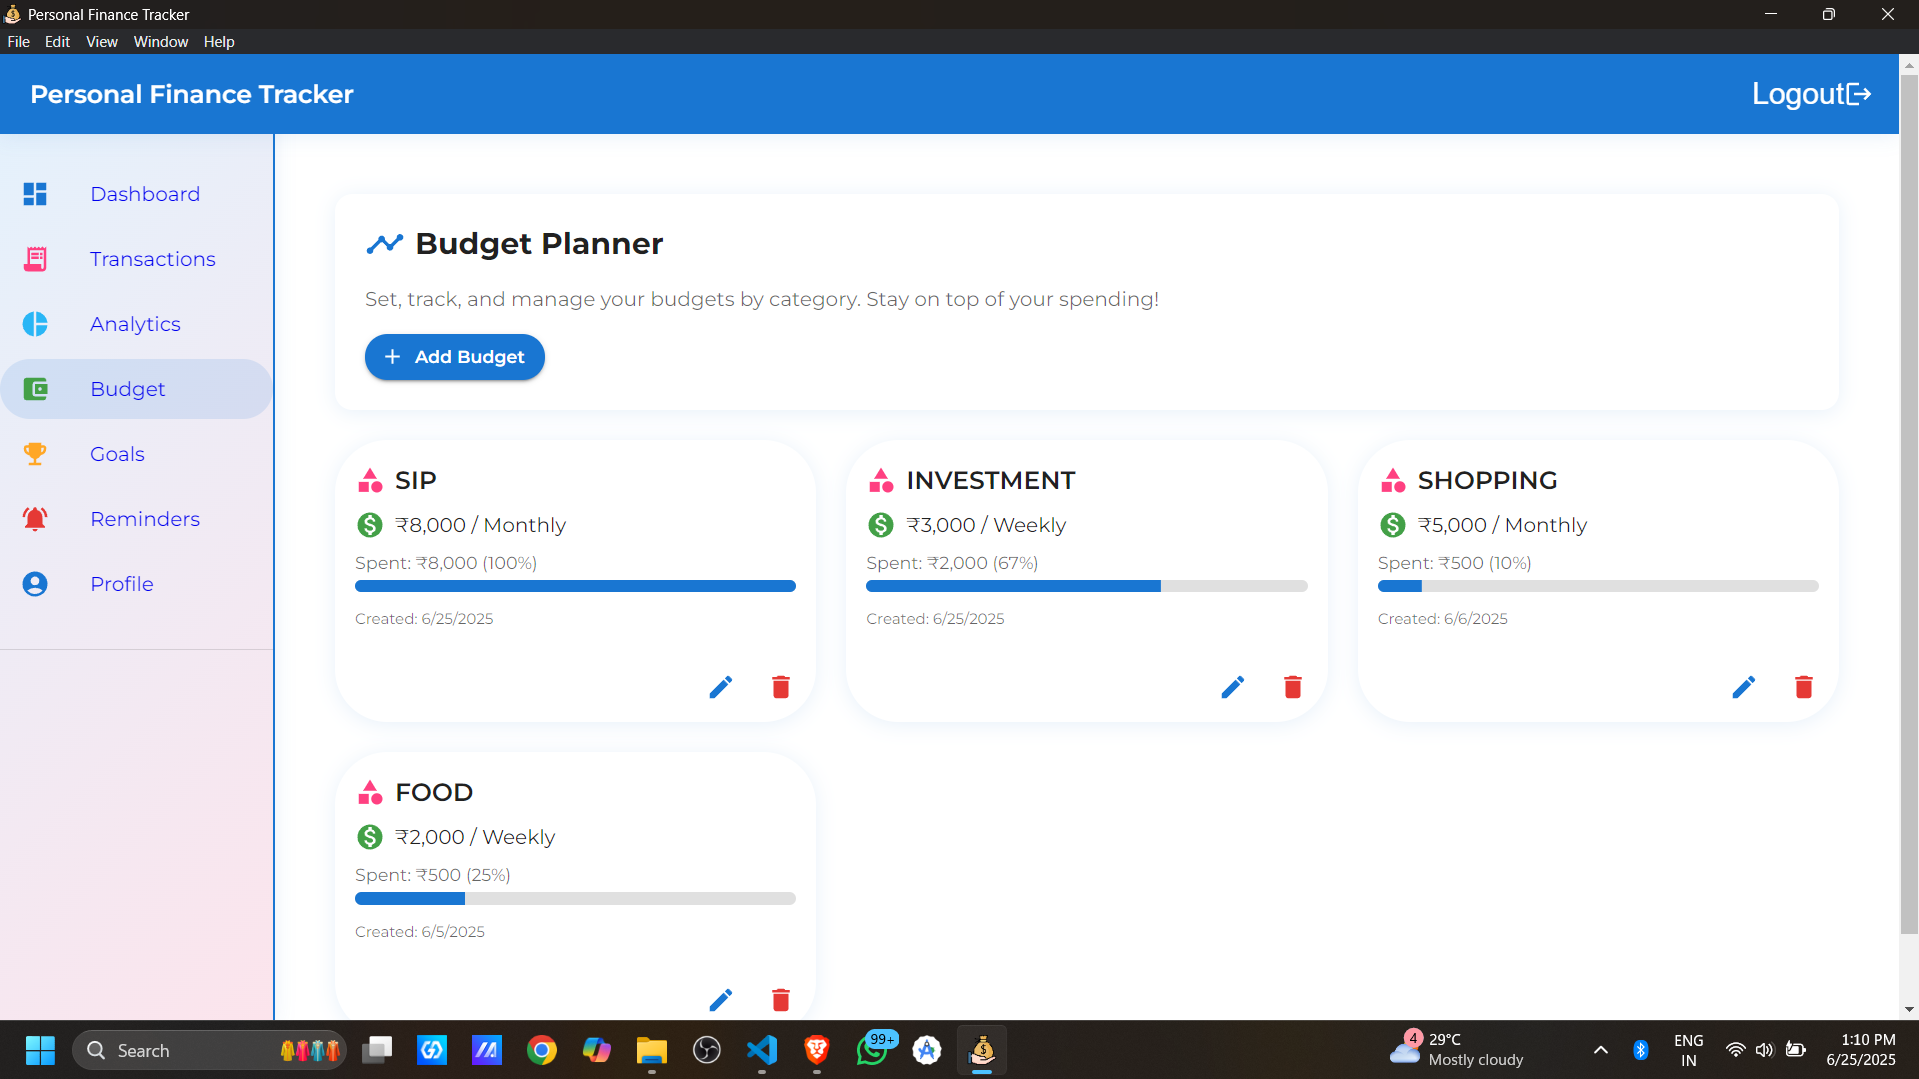 Personal Finance Tracker
File Edit View Window Help
Personal Finance Tracker
Logout
Dashboard
Transactions
Analytics
Budget
Goals
Reminders
Profile
Budget Planner
Set, track, and manage your budgets by category. Stay on top of your spending!
+ Add Budget
SIP
₹8,000 / Monthly
Spent: ₹8,000 (100%)
Created: 6/25/2025
INVESTMENT
₹3,000 / Weekly
Spent: ₹2,000 (67%)
Created: 6/25/2025
SHOPPING
₹5,000 / Monthly
Spent: ₹500 (10%)
Created: 6/6/2025
FOOD
₹2,000 / Weekly
Spent: ₹500 (25%)
Created: 6/5/2025
Search
99+
4
29°C
Mostly cloudy
ENG
IN
1:10 PM
6/25/2025